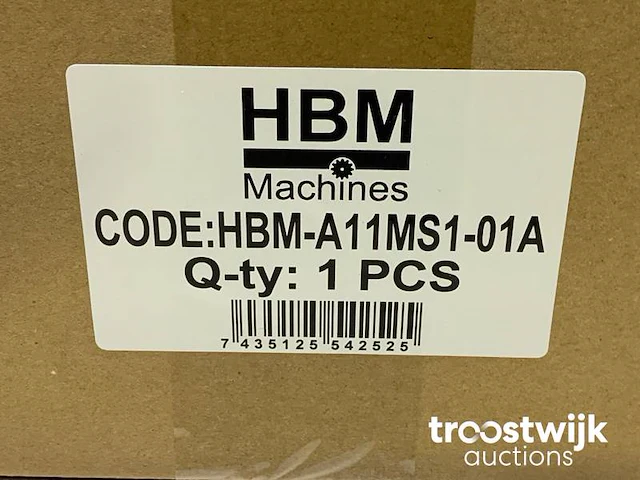 HBM
Machines
CODE:HBM-A11MS1-01A
Q-ty: 1 PCS
7 435125 542525
troostwijk
auctions